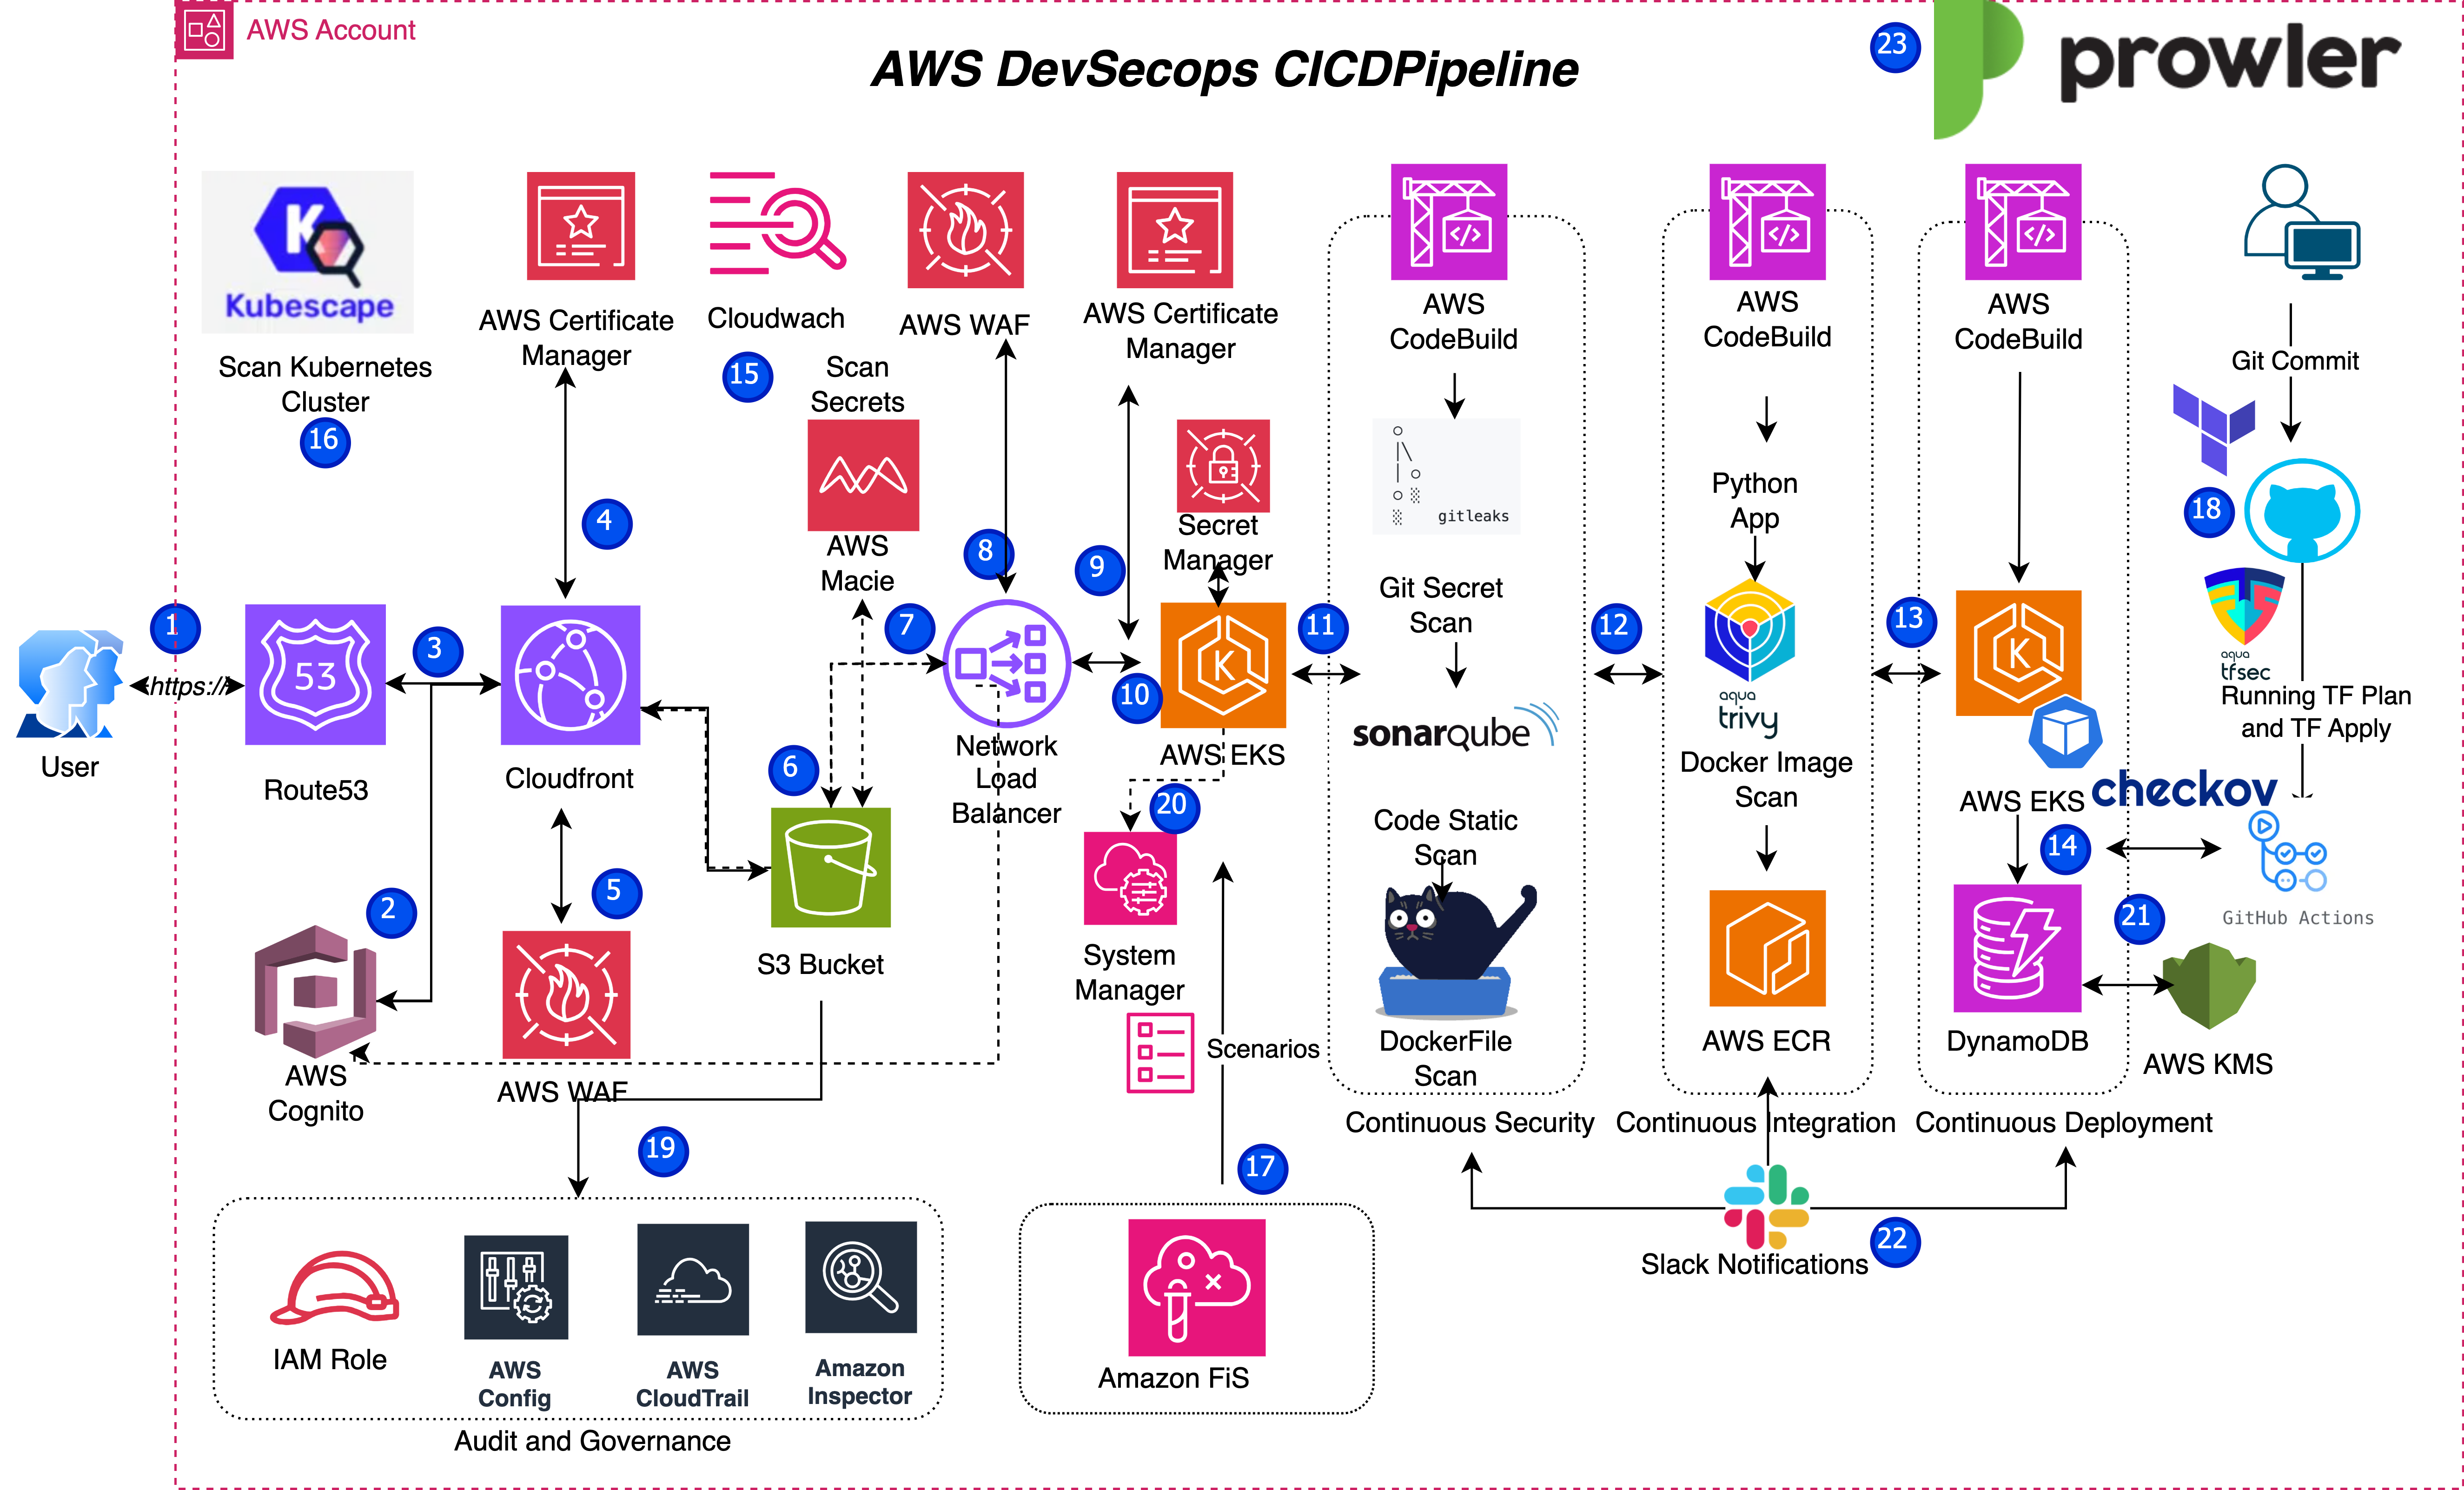 AWS Account
AWS DevSecops CICDPipeline
23
prowler
Kubescape
Scan Kubernetes
Cluster
16
AWS Certificate
Manager
Cloudwach
15
Scan
Secrets
AWS
Macie
AWS WAF
AWS Certificate
Manager
Secret
Manager
AWS
CodeBuild
gitleaks
Git Secret
Scan
sonarqube
Code Static
Scan
DockerFile
Scan
Continuous Security
AWS
CodeBuild
Python
App
aqua
trivy
Docker Image
Scan
AWS ECR
Continuous Integration
AWS
CodeBuild
K
AWS EKS
DynamoDB
Continuous Deployment
Git Commit
18
aqua
tfsec
Running TF Plan
and TF Apply
checkov
14
GitHub Actions
21
AWS KMS
1
https://
User
53
Route53
3
4
Cloudfront
2
AWS
Cognito
5
AWS WAF
6
S3 Bucket
7
8
Network
Load
Balancer
9
10
K
AWS EKS
11
12
13
20
System
Manager
Scenarios
17
Amazon FiS
19
IAM Role
AWS
Config
AWS
CloudTrail
Amazon
Inspector
Audit and Governance
Slack Notifications
22